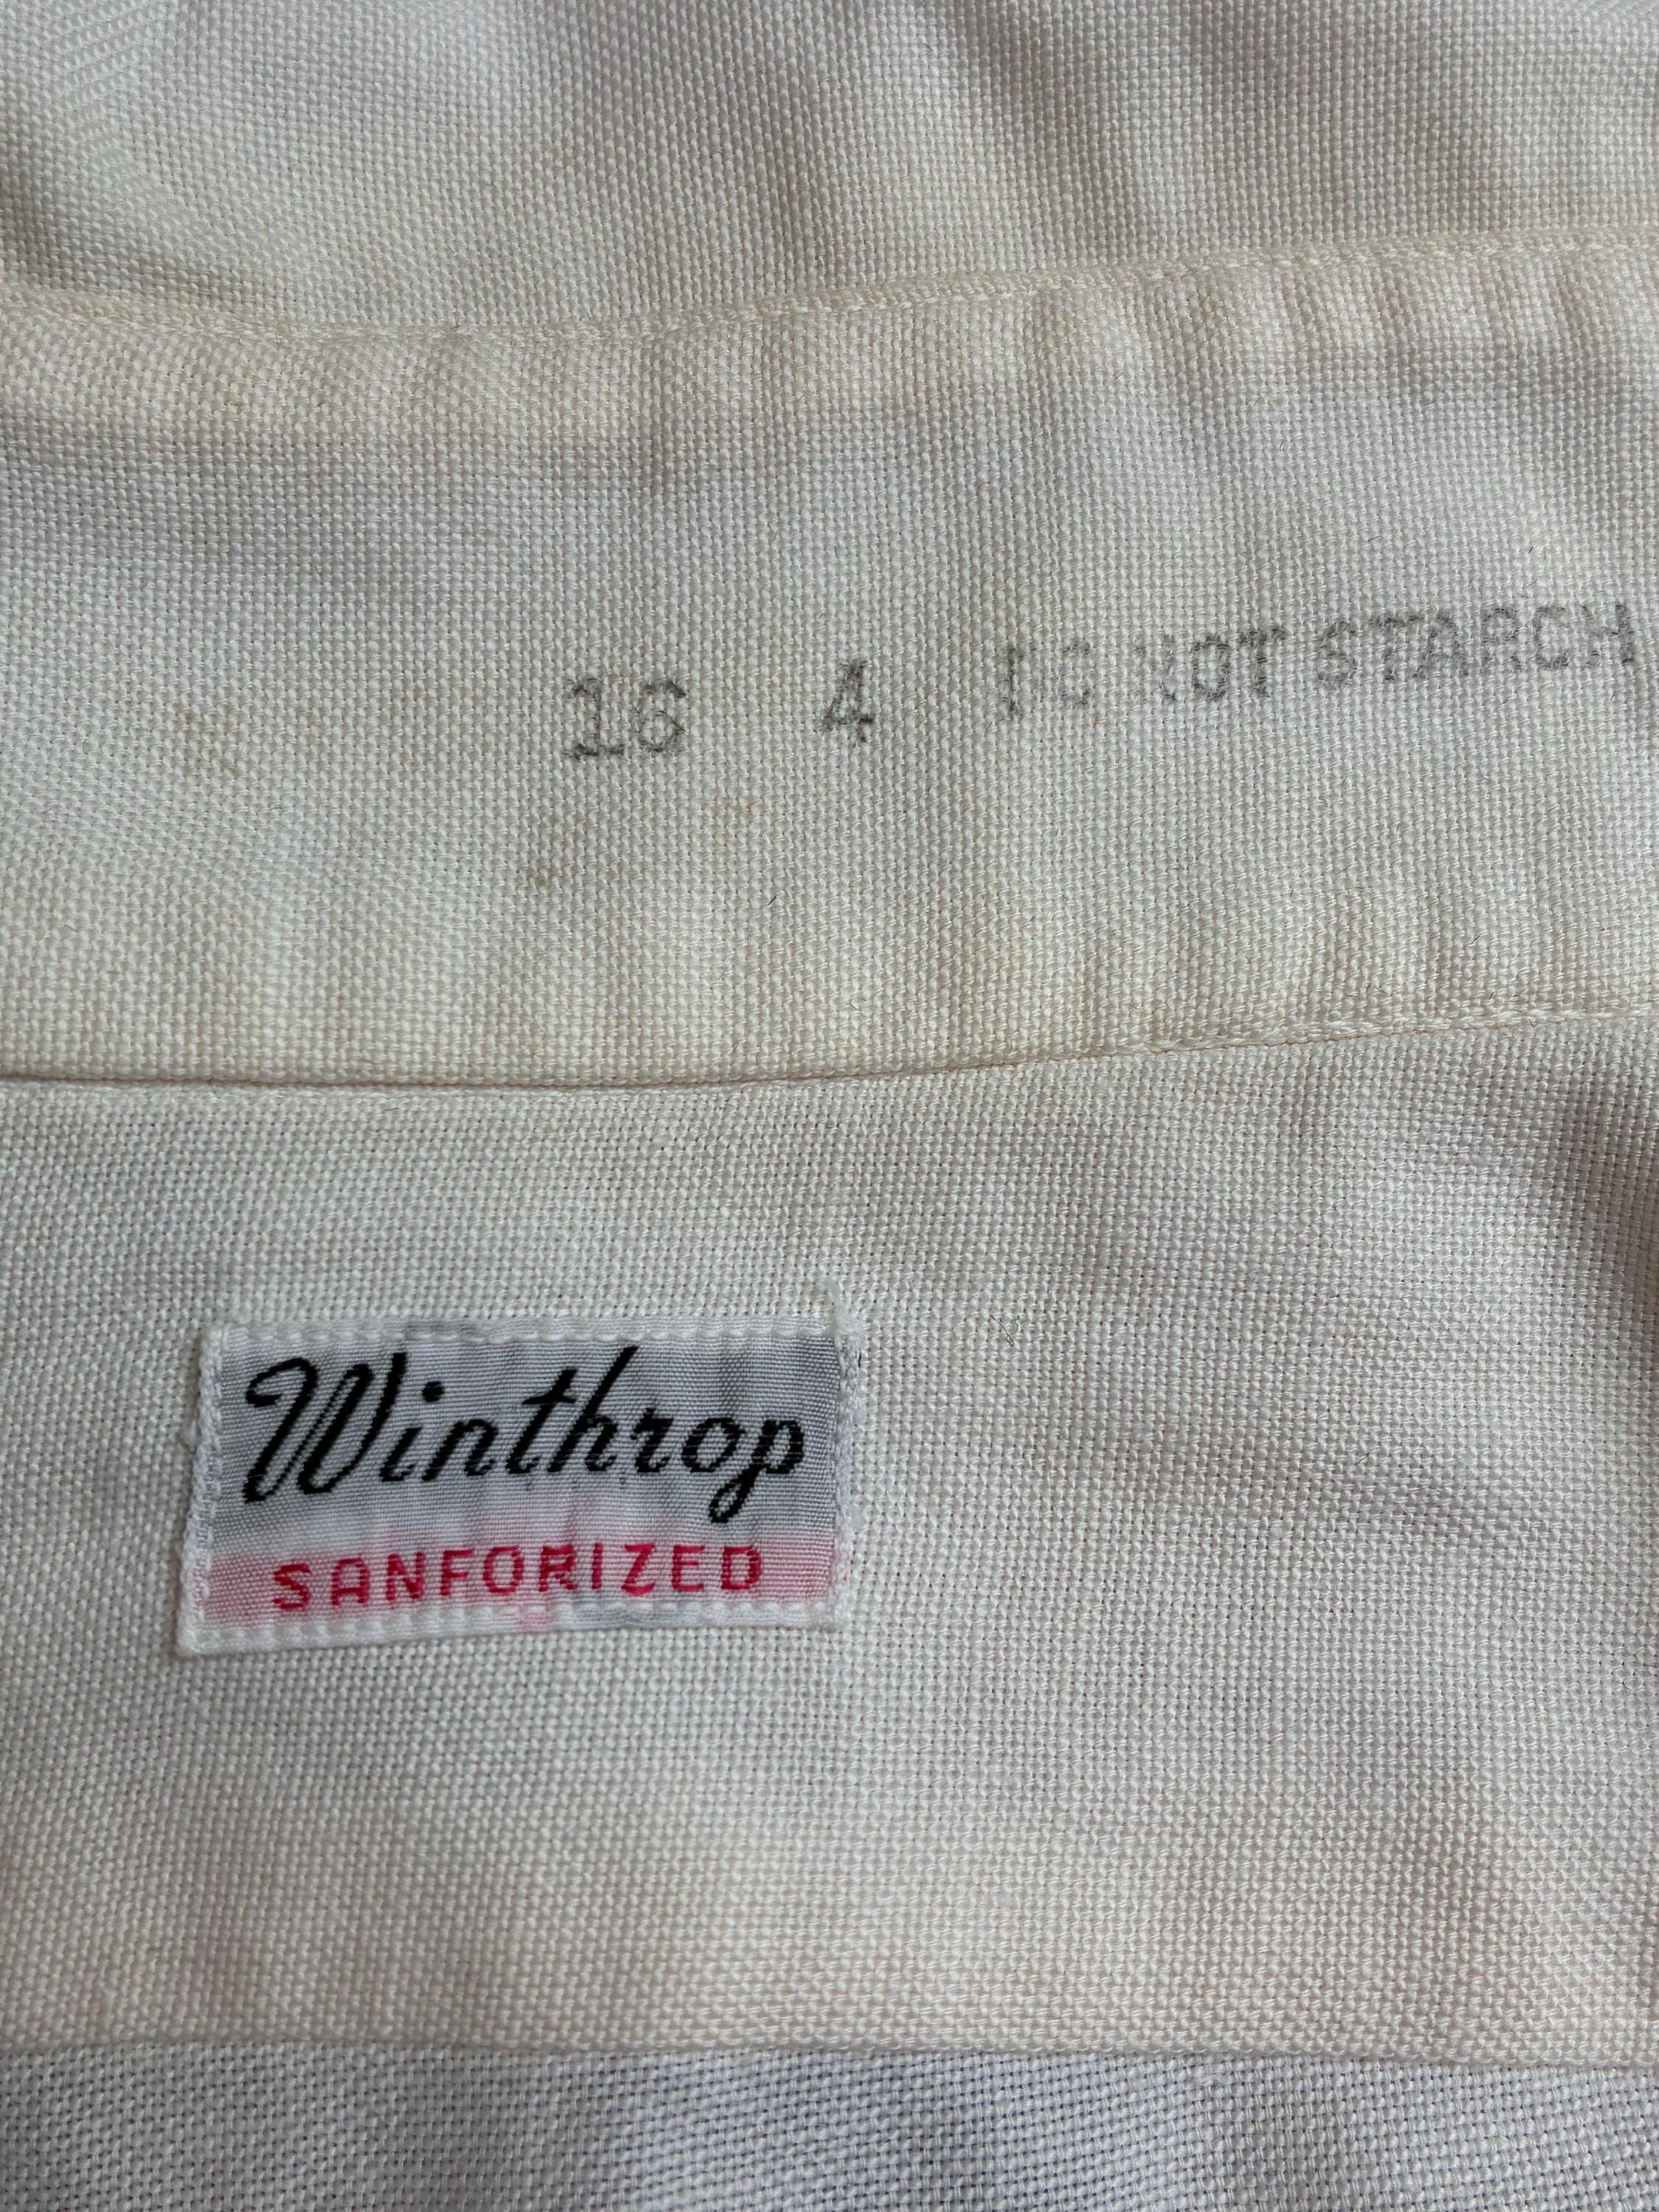 16 4 DO NOT STARCH
Winthrop
SANFORIZED